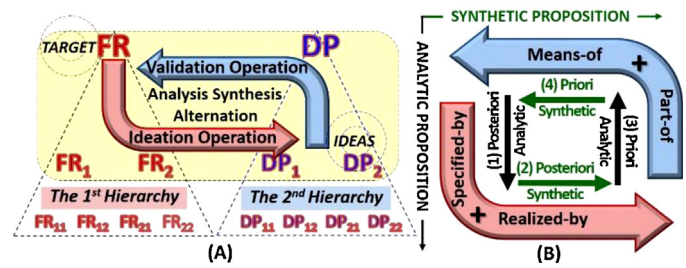 TARGET FR DP
Validation Operation
Analysis Synthesis
Alternation
Ideation Operation
IDEAS
FR1 FR2 DP1 DP2
The 1st Hierarchy The 2nd Hierarchy
FR11 FR12 FR21 FR22 DP11 DP12 DP21 DP22
(A)
SYNTHETIC PROPOSITION
ANALYTIC PROPOSITION
Means-of
+
Part-of
(4) Priori
Synthetic
(1) Posteriori
Analytic
(3) Priori
Analytic
(2) Posteriori
Synthetic
Specified-by
+
Realized-by
(B)